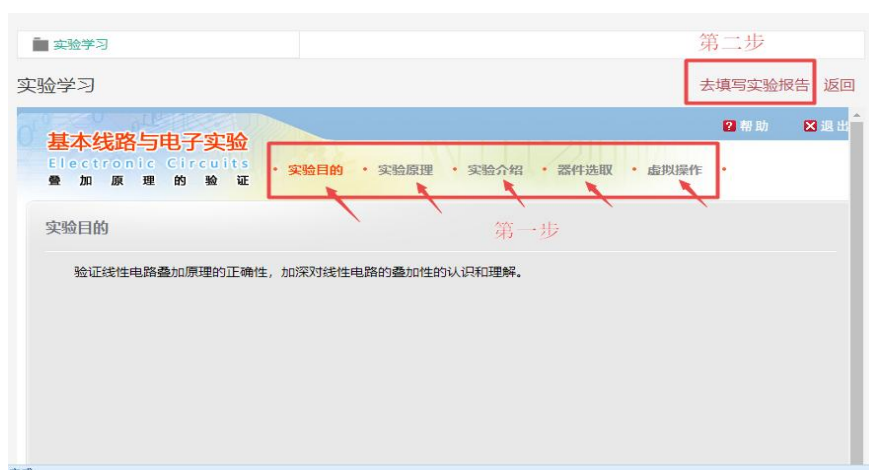 实验学习
第二步
实验学习
去填写实验报告 返回
帮助 退出
基本线路与电子实验
Electronic Circuits
叠加原理的验证
· 实验目的 · 实验原理 · 实验介绍 · 器件选取 · 虚拟操作 ·
实验目的
第一步
验证线性电路叠加原理的正确性，加深对线性电路的叠加性的认识和理解。